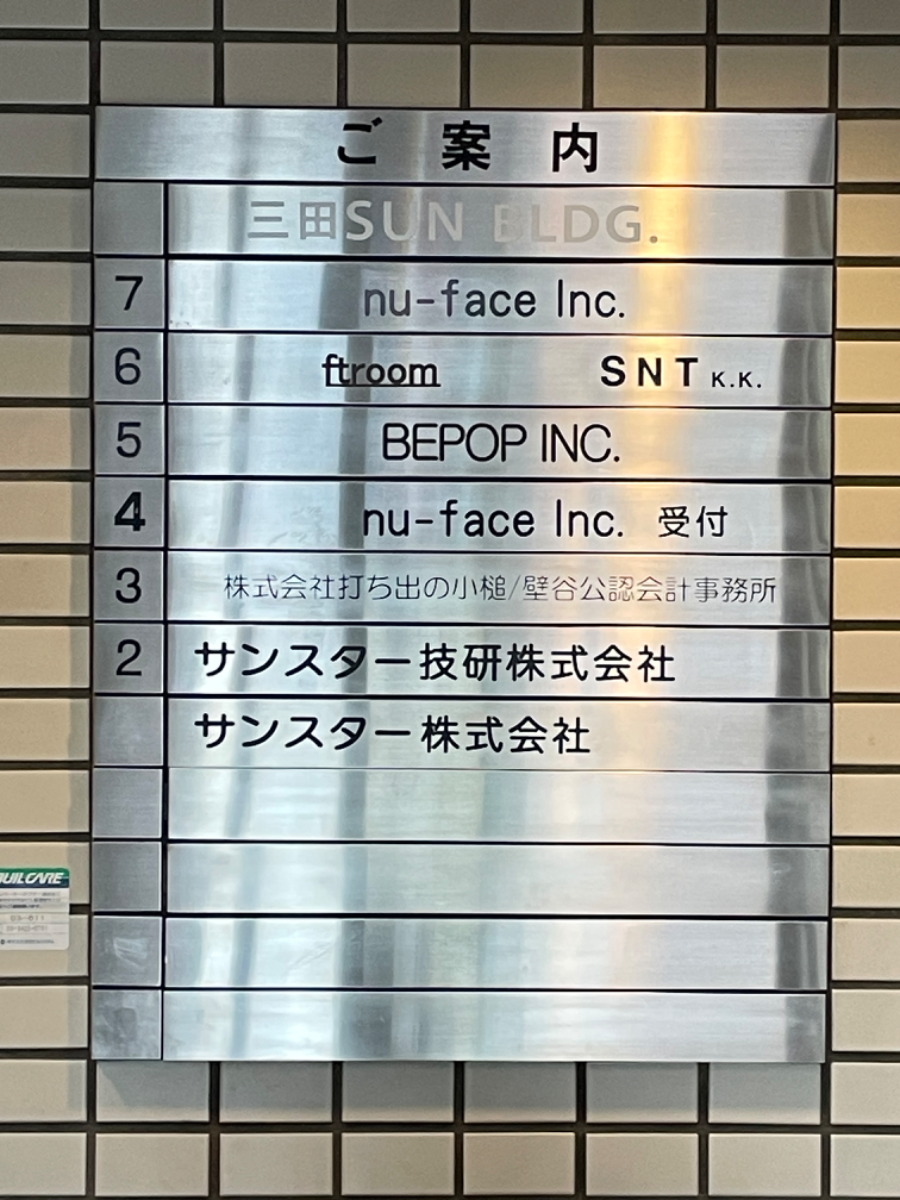 ご案内
三田SUN BLDG.
7 nu-face Inc.
6 ftroom SNT K.K.
5 BEPOP INC.
4 nu-face Inc. 受付
3 株式会社打ち出の小槌/壁谷公認会計事務所
2 サンスター技研株式会社
サンスター株式会社